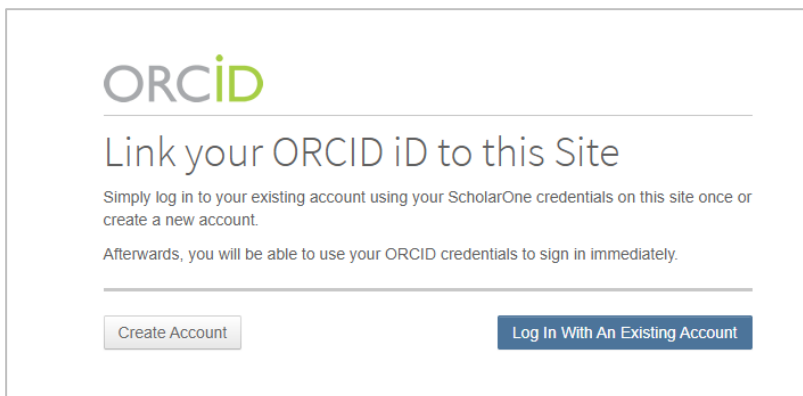 ORCiD
Link your ORCID iD to this Site
Simply log in to your existing account using your ScholarOne credentials on this site once or
create a new account.
Afterwards, you will be able to use your ORCID credentials to sign in immediately.
Create Account
Log In With An Existing Account